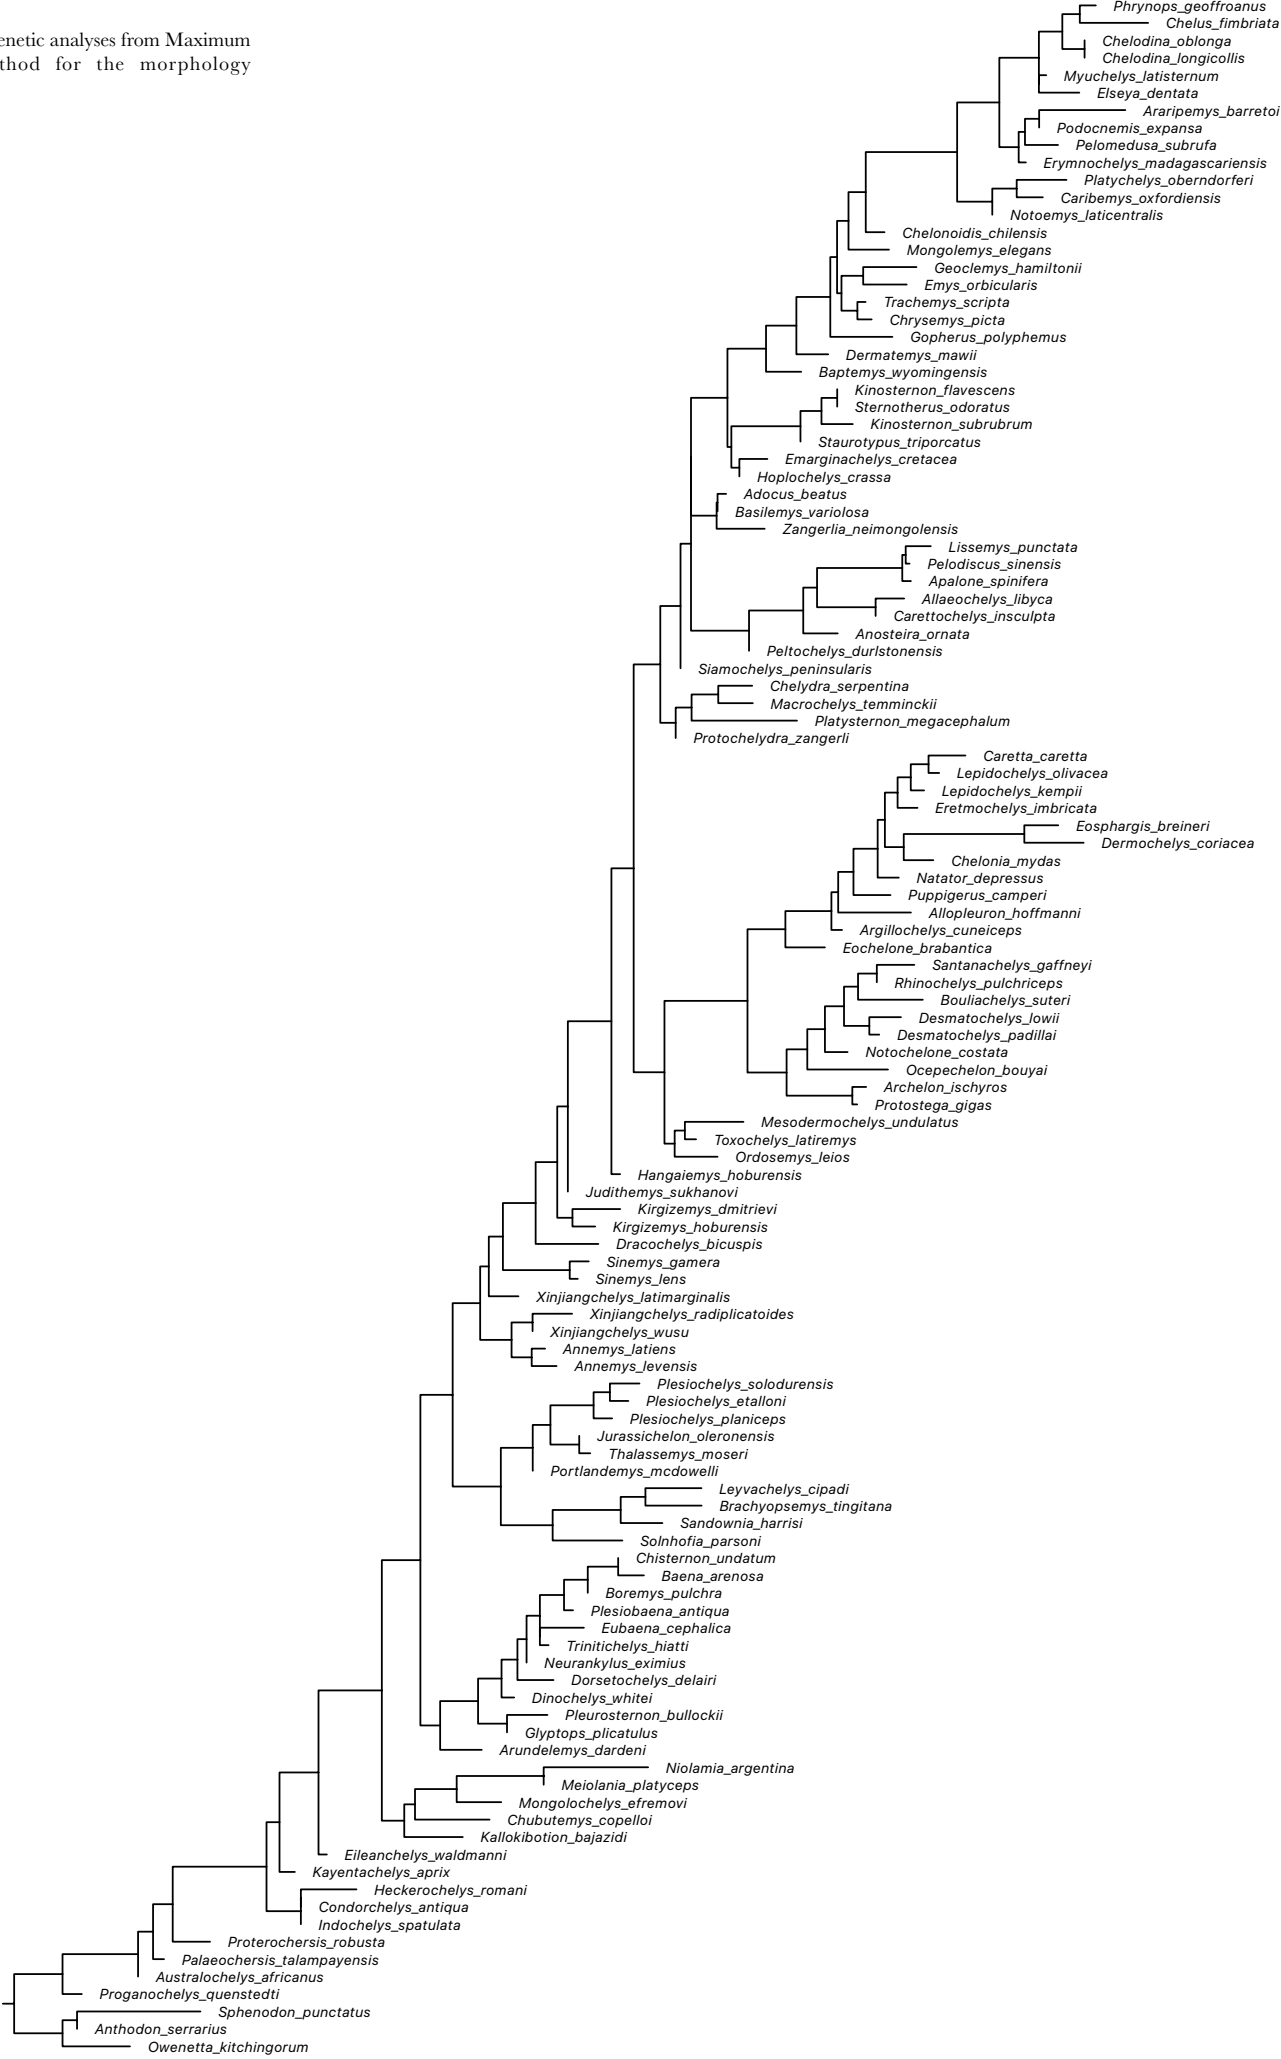 Phrynops_geoffroanus
enetic analyses from Maximum
Chelus_fimbriata
Chelodina_oblonga
thod for the morphology
Chelodina_longicollis
Myuchelys_latisternum
Elseya_dentata
Araripemys_barretoi
Podocnemis_expansa
Pelomedusa_subrufa
Erymnochelys_madagascariensis
Platychelys_oberndorferi
Caribemys_oxfordiensis
Notoemys_laticentralis
Chelonoidis_chilensis
Mongolemys_elegans
Geoclemys_hamiltonii
Emys_orbicularis
Trachemys_scripta
Chrysemys_picta
Gopherus_polyphemus
Dermatemys_mawii
Baptemys_wyomingensis
Kinosternon_flavescens
Sternotherus_odoratus
Kinosternon_subrubrum
Staurotypus_triporcatus
Emarginachelys_cretacea
Hoplochelys_crassa
Adocus_beatus
Basilemys_variolosa
Zangerlia_neimongolensis
Lissemys_punctata
Pelodiscus_sinensis
Apalone_spinifera
Allaeochelys_libyca
Carettochelys_insculpta
Anosteira_ornata
Peltochelys_durlstonensis
Siamochelys_peninsularis
Chelydra_serpentina
Macrochelys_temminckii
Platysternon_megacephalum
Protochelydra_zangerli
Caretta_caretta
Lepidochelys_olivacea
Lepidochelys_kempii
Eretmochelys_imbricata
Eosphargis_breineri
Dermochelys_coriacea
Chelonia_mydas
Natator_depressus
Puppigerus_camperi
Allopleuron_hoffmanni
Argillochelys_cuneiceps
Eochelone_brabantica
Santanachelys_gaffneyi
Rhinochelys_pulchriceps
Bouliachelys_suteri
Desmatochelys_lowii
Desmatochelys_padillai
Notochelone_costata
Ocepechelon_bouyai
Archelon_ischyros
Protostega_gigas
Mesodermochelys_undulatus
Toxochelys_latiremys
Ordosemys_leios
Hangaiemys_hoburensis
Judithemys_sukhanovi
Kirgizemys_dmitrievi
Kirgizemys_hoburensis
Dracochelys_bicuspis
Sinemys_gamera
Sinemys_lens
Xinjiangchelys_latimarginalis
Xinjiangchelys_radiplicatoides
Xinjiangchelys_wusu
Annemys_latiens
Annemys_levensis
Plesiochelys_solodurensis
Plesiochelys_etalloni
Plesiochelys_planiceps
Jurassichelon_oleronensis
Thalassemys_moseri
Portlandemys_mcdowelli
Leyvachelys_cipadi
Brachyopsemys_tingitana
Sandownia_harrisi
Solnhofia_parsoni
Chisternon_undatum
Baena_arenosa
Boremys_pulchra
Plesiobaena_antiqua
Eubaena_cephalica
Trinitichelys_hiatti
Neurankylus_eximius
Dorsetochelys_delairi
Dinochelys_whitei
Pleurosternon_bullockii
Glyptops_plicatulus
Arundelemys_dardeni
Niolamia_argentina
Meiolania_platyceps
Mongolochelys_efremovi
Chubutemys_copelloi
Kallokibotion_bajazidi
Eileanchelys_waldmanni
Kayentachelys_aprix
Heckerochelys_romani
Condorchelys_antiqua
Indochelys_spatulata
Proterochersis_robusta
Palaeochersis_talampayensis
Australochelys_africanus
Proganochelys_quenstedti
Sphenodon_punctatus
Anthodon_serrarius
Owenetta_kitchingorum